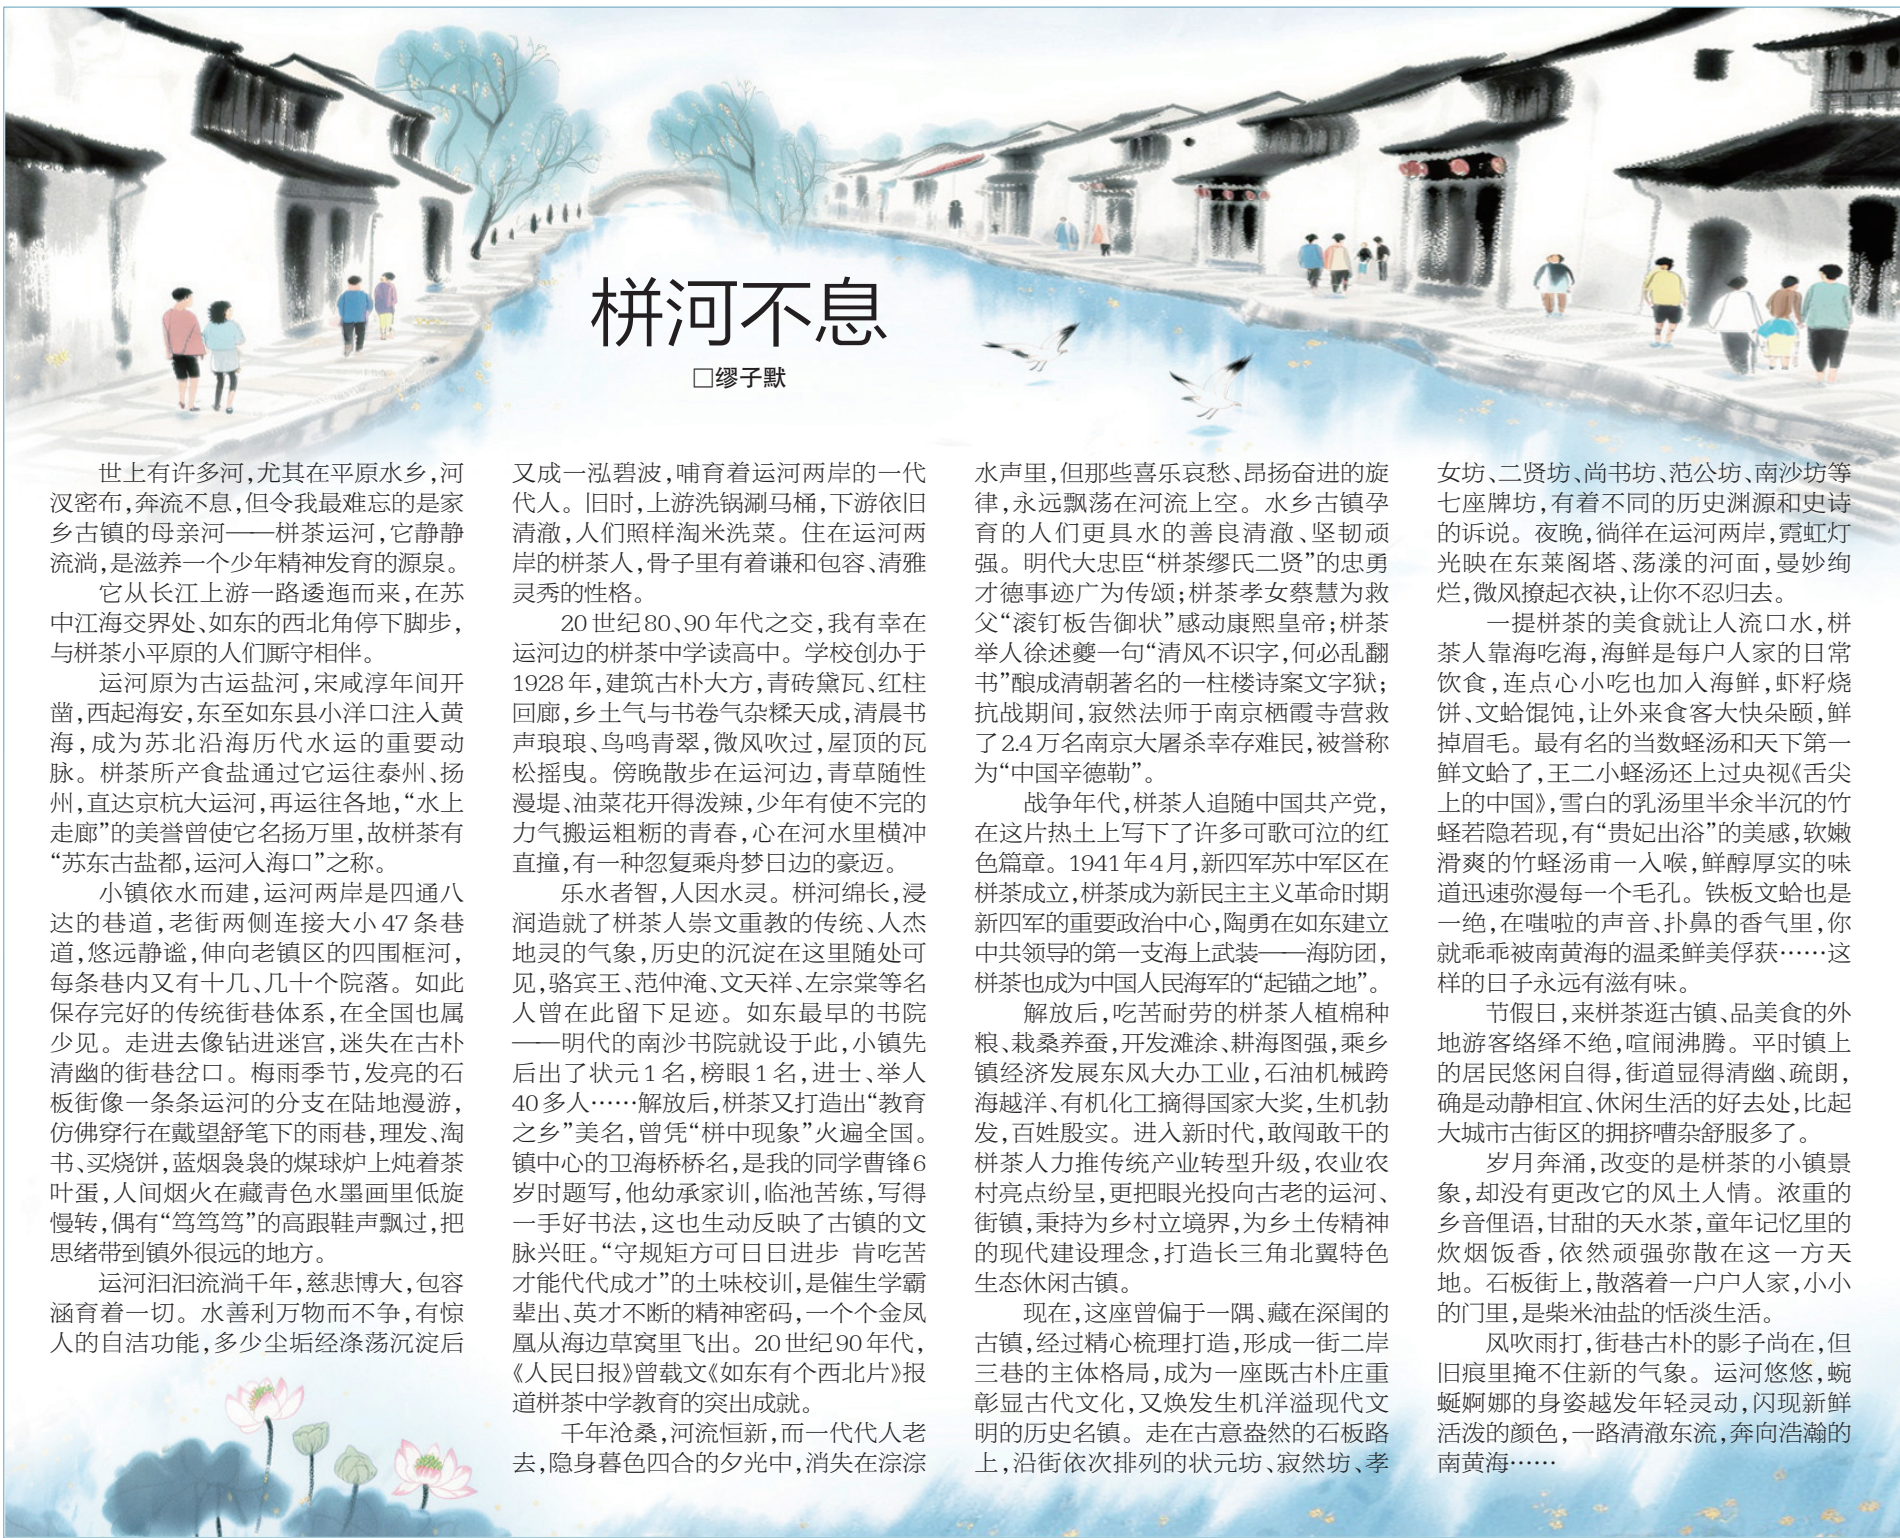 栟河不息
□缪子默
世上有许多河,尤其在平原水乡,河
汊密布,奔流不息,但令我最难忘的是家
乡古镇的母亲河——栟茶运河,它静静
流淌,是滋养一个少年精神发育的源泉。
它从长江上游一路逶迤而来,在苏
中江海交界处、如东的西北角停下脚步,
与栟茶小平原的人们厮守相伴。
运河原为古运盐河,宋咸淳年间开
凿,西起海安,东至如东县小洋口注入黄
海,成为苏北沿海历代水运的重要动
脉。栟茶所产食盐通过它运往泰州、扬
州,直达京杭大运河,再运往各地,“水上
走廊”的美誉曾使它名扬万里,故栟茶有
“苏东古盐都,运河入海口”之称。
小镇依水而建,运河两岸是四通八
达的巷道,老街两侧连接大小47条巷
道,悠远静谧,伸向老镇区的四围框河,
每条巷内又有十几、几十个院落。如此
保存完好的传统街巷体系,在全国也属
少见。走进去像钻进迷宫,迷失在古朴
清幽的街巷岔口。梅雨季节,发亮的石
板街像一条条运河的分支在陆地漫游,
仿佛穿行在戴望舒笔下的雨巷,理发、淘
书、买烧饼,蓝烟袅袅的煤球炉上炖着茶
叶蛋,人间烟火在藏青色水墨画里低旋
慢转,偶有“笃笃笃”的高跟鞋声飘过,把
思绪带到镇外很远的地方。
运河汩汩流淌千年,慈悲博大,包容
涵育着一切。水善利万物而不争,有惊
人的自洁功能,多少尘垢经涤荡沉淀后
又成一泓碧波,哺育着运河两岸的一代
代人。旧时,上游洗锅涮马桶,下游依旧
清澈,人们照样淘米洗菜。住在运河两
岸的栟茶人,骨子里有着谦和包容、清雅
灵秀的性格。
20世纪80、90年代之交,我有幸在
运河边的栟茶中学读高中。学校创办于
1928年,建筑古朴大方,青砖黛瓦、红柱
回廊,乡土气与书卷气杂糅天成,清晨书
声琅琅、鸟鸣青翠,微风吹过,屋顶的瓦
松摇曳。傍晚散步在运河边,青草随性
漫堤、油菜花开得泼辣,少年有使不完的
力气搬运粗粝的青春,心在河水里横冲
直撞,有一种忽复乘舟梦日边的豪迈。
乐水者智,人因水灵。栟河绵长,浸
润造就了栟茶人崇文重教的传统、人杰
地灵的气象,历史的沉淀在这里随处可
见,骆宾王、范仲淹、文天祥、左宗棠等名
人曾在此留下足迹。如东最早的书院
——明代的南沙书院就设于此,小镇先
后出了状元1名,榜眼1名,进士、举人
40多人……解放后,栟茶又打造出“教育
之乡”美名,曾凭“栟中现象”火遍全国。
镇中心的卫海桥桥名,是我的同学曹锋6
岁时题写,他幼承家训,临池苦练,写得
一手好书法,这也生动反映了古镇的文
脉兴旺。“守规矩方可日日进步 肯吃苦
才能代代成才”的土味校训,是催生学霸
辈出、英才不断的精神密码,一个个金凤
凰从海边草窝里飞出。20世纪90年代,
《人民日报》曾载文《如东有个西北片》报
道栟茶中学教育的突出成就。
千年沧桑,河流恒新,而一代代人老
去,隐身暮色四合的夕光中,消失在淙淙
水声里,但那些喜乐哀愁、昂扬奋进的旋
律,永远飘荡在河流上空。水乡古镇孕
育的人们更具水的善良清澈、坚韧顽
强。明代大忠臣“栟茶缪氏二贤”的忠勇
才德事迹广为传颂;栟茶孝女蔡蕙为救
父“滚钉板告御状”感动康熙皇帝;栟茶
举人徐述夔一句“清风不识字,何必乱翻
书”酿成清朝著名的一柱楼诗案文字狱;
抗战期间,寂然法师于南京栖霞寺营救
了2.4万名南京大屠杀幸存难民,被誉称
为“中国辛德勒”。
战争年代,栟茶人追随中国共产党,
在这片热土上写下了许多可歌可泣的红
色篇章。1941年4月,新四军苏中军区在
栟茶成立,栟茶成为新民主主义革命时期
新四军的重要政治中心,陶勇在如东建立
中共领导的第一支海上武装——海防团,
栟茶也成为中国人民海军的“起锚之地”。
解放后,吃苦耐劳的栟茶人植棉种
粮、栽桑养蚕,开发滩涂、耕海图强,乘乡
镇经济发展东风大办工业,石油机械跨
海越洋、有机化工摘得国家大奖,生机勃
发,百姓殷实。进入新时代,敢闯敢干的
栟茶人力推传统产业转型升级,农业农
村亮点纷呈,更把眼光投向古老的运河、
街镇,秉持为乡村立境界,为乡土传精神
的现代建设理念,打造长三角北翼特色
生态休闲古镇。
现在,这座曾偏于一隅、藏在深闺的
古镇,经过精心梳理打造,形成一街二岸
三巷的主体格局,成为一座既古朴庄重
彰显古代文化,又焕发生机洋溢现代文
明的历史名镇。走在古意盎然的石板路
上,沿街依次排列的状元坊、寂然坊、孝
女坊、二贤坊、尚书坊、范公坊、南沙坊等
七座牌坊,有着不同的历史渊源和史诗
的诉说。夜晚,徜徉在运河两岸,霓虹灯
光映在东莱阁塔、荡漾的河面,曼妙绚
烂,微风撩起衣袂,让你不忍归去。
一提栟茶的美食就让人流口水,栟
茶人靠海吃海,海鲜是每户人家的日常
饮食,连点心小吃也加入海鲜,虾籽烧
饼、文蛤馄饨,让外来食客大快朵颐,鲜
掉眉毛。最有名的当数蛏汤和天下第一
鲜文蛤了,王二小蛏汤还上过央视《舌尖
上的中国》,雪白的乳汤里半氽半沉的竹
蛏若隐若现,有“贵妃出浴”的美感,软嫩
滑爽的竹蛏汤甫一入喉,鲜醇厚实的味
道迅速弥漫每一个毛孔。铁板文蛤也是
一绝,在嗤啦的声音、扑鼻的香气里,你
就乖乖被南黄海的温柔鲜美俘获……这
样的日子永远有滋有味。
节假日,来栟茶逛古镇、品美食的外
地游客络绎不绝,喧闹沸腾。平时镇上
的居民悠闲自得,街道显得清幽、疏朗,
确是动静相宜、休闲生活的好去处,比起
大城市古街区的拥挤嘈杂舒服多了。
岁月奔涌,改变的是栟茶的小镇景
象,却没有更改它的风土人情。浓重的
乡音俚语,甘甜的天水茶,童年记忆里的
炊烟饭香,依然顽强弥散在这一方天
地。石板街上,散落着一户户人家,小小
的门里,是柴米油盐的恬淡生活。
风吹雨打,街巷古朴的影子尚在,但
旧痕里掩不住新的气象。运河悠悠,蜿
蜒婀娜的身姿越发年轻灵动,闪现新鲜
活泼的颜色,一路清澈东流,奔向浩瀚的
南黄海……